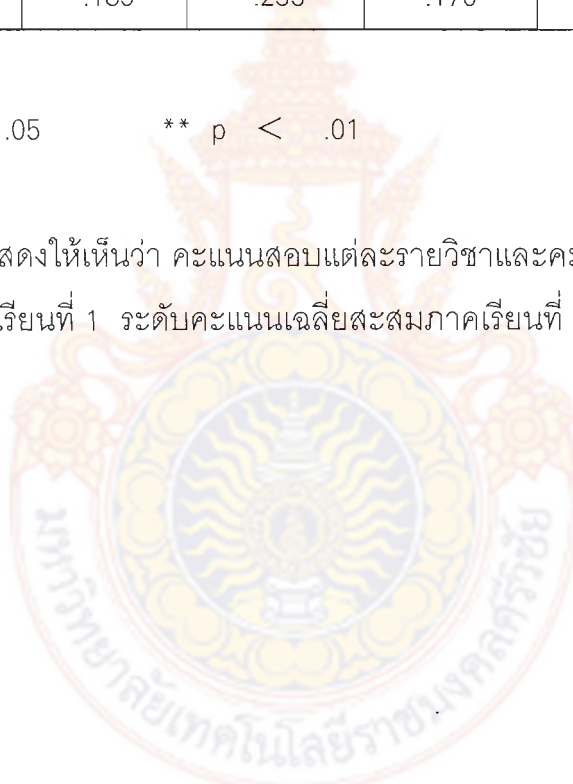 .05 ** p < .01
สดงให้เห็นว่า คะแนนสอบแต่ละรายวิชาและคะ
เรียนที่ 1 ระดับคะแนนเฉลี่ยสะสมภาคเรียนที่
มหาวิทยาลัยเทคโนโลยีราชมงคลศรีวิชัย